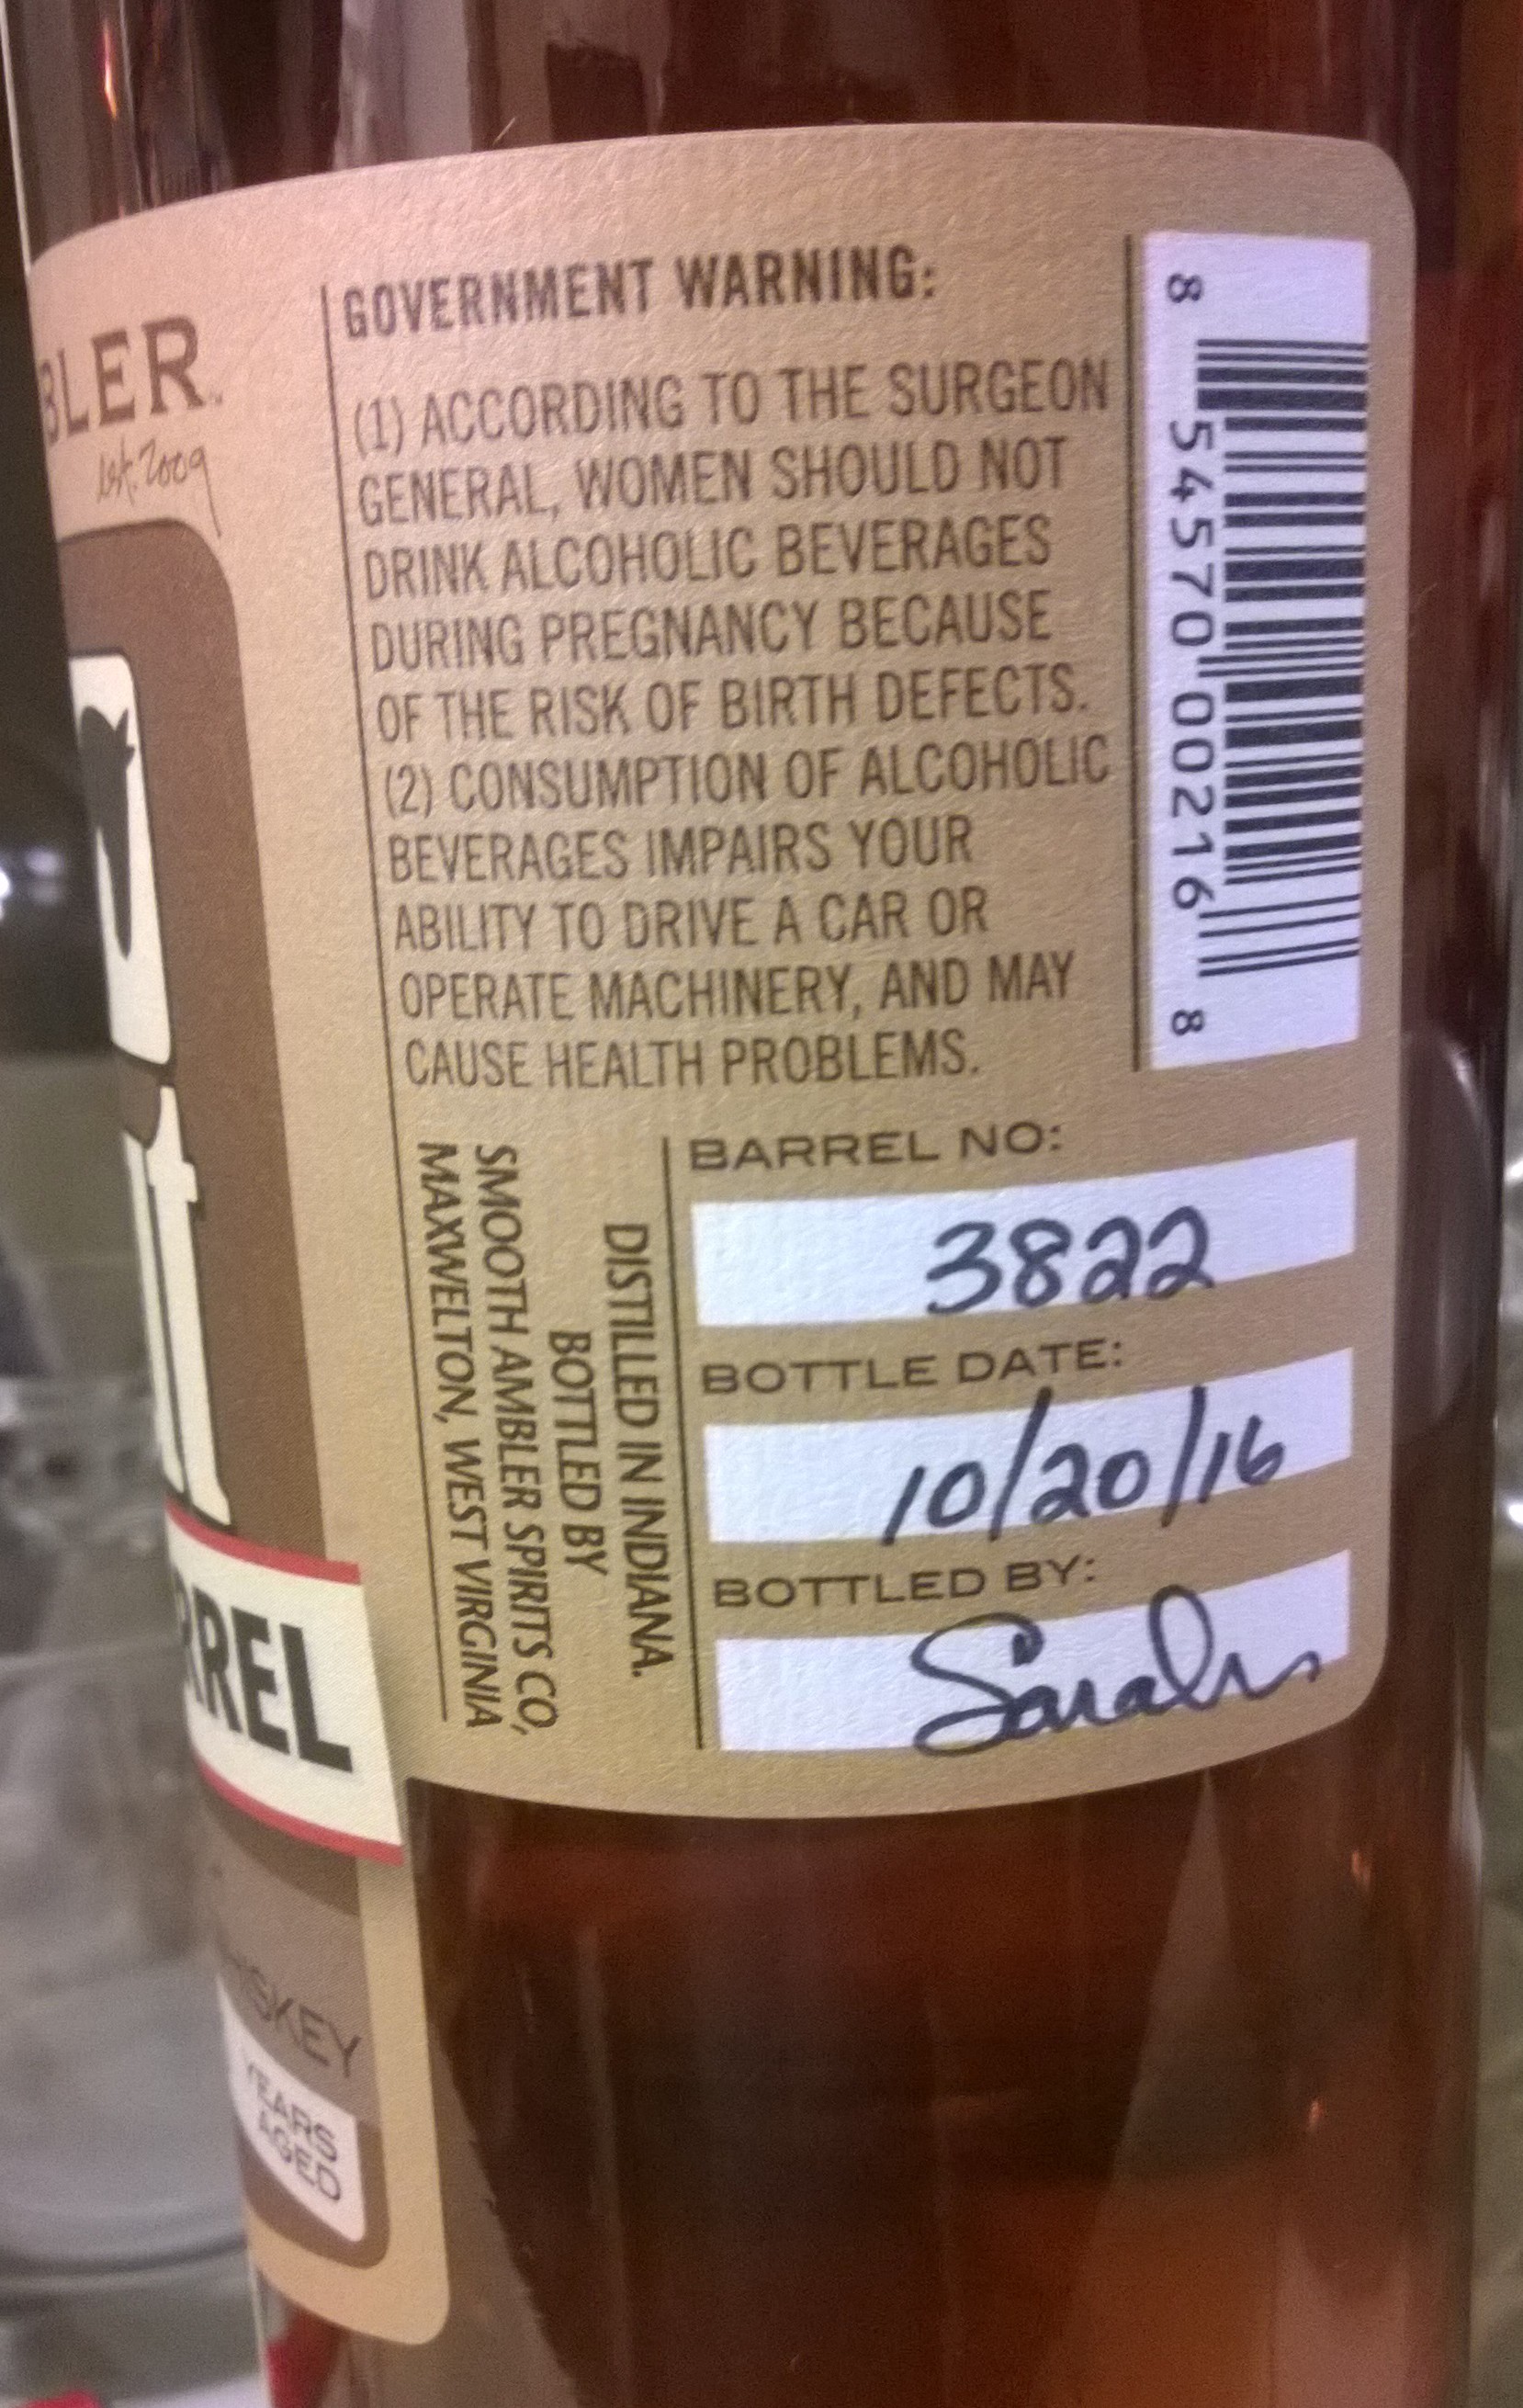 BLER
est. 2009
RREL
YEARS
AGED
GOVERNMENT WARNING:
(1) ACCORDING TO THE SURGEON
GENERAL, WOMEN SHOULD NOT
DRINK ALCOHOLIC BEVERAGES
DURING PREGNANCY BECAUSE
OF THE RISK OF BIRTH DEFECTS.
(2) CONSUMPTION OF ALCOHOLIC
BEVERAGES IMPAIRS YOUR
ABILITY TO DRIVE A CAR OR
OPERATE MACHINERY, AND MAY
CAUSE HEALTH PROBLEMS.
8 54570 00216 8
DISTILLED IN INDIANA.
BOTTLED BY
SMOOTH AMBLER SPIRITS CO,
MAXWELTON, WEST VIRGINIA
BARREL NO:
3822
BOTTLE DATE:
10/20/16
BOTTLED BY:
Sarah